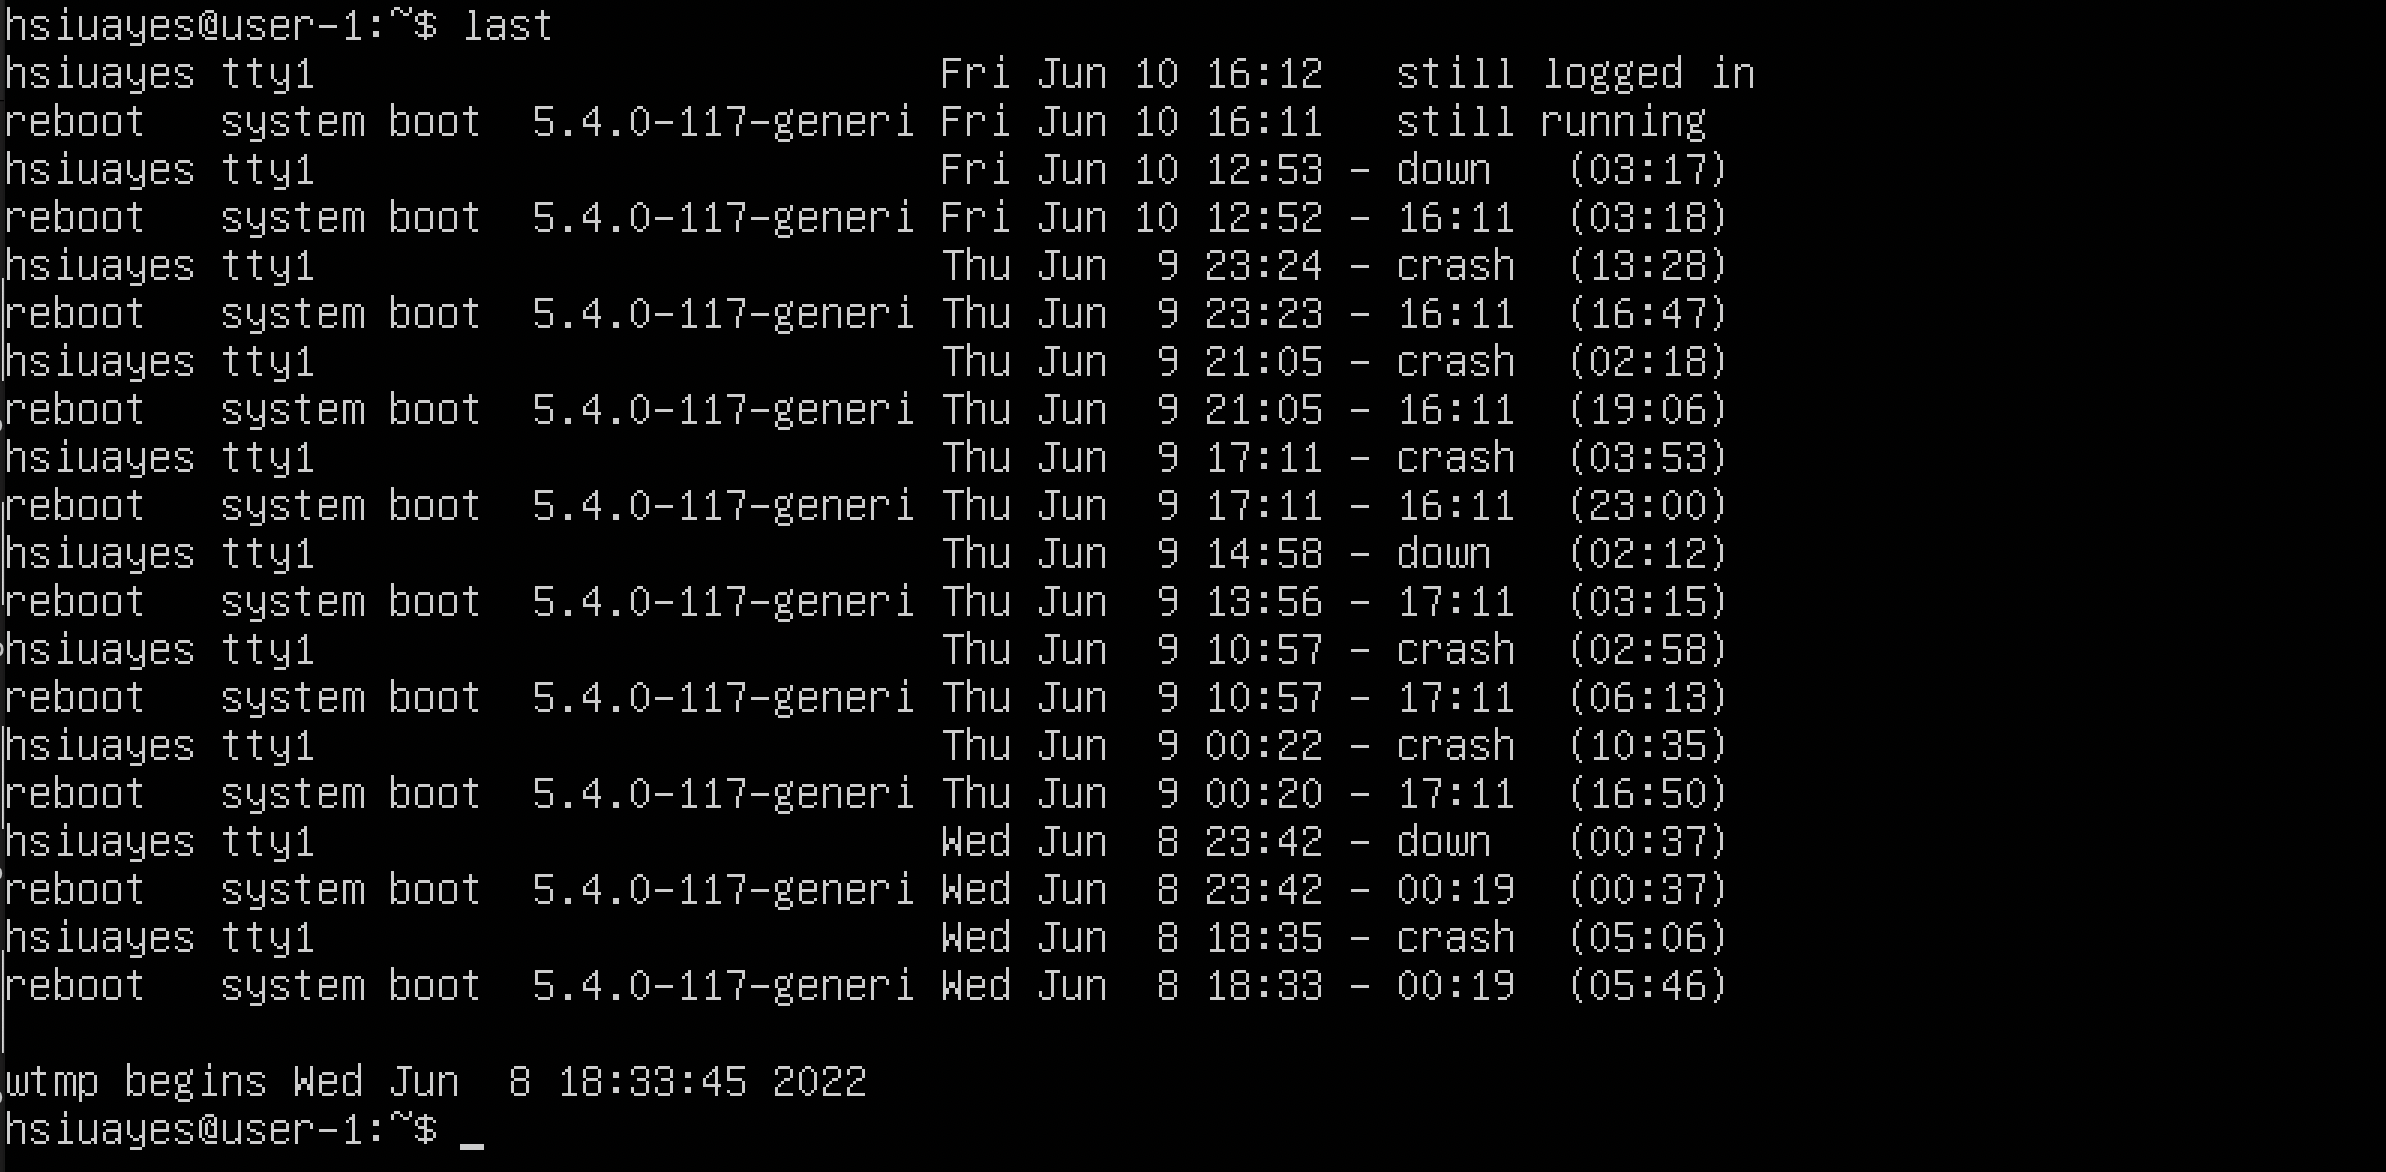 hsiuayes@user-1:~$ last
hsiuayes tty1                          Fri Jun 10 16:12   still logged in
reboot   system boot  5.4.0-117-generi Fri Jun 10 16:11   still running
hsiuayes tty1                          Fri Jun 10 12:53 - down   (03:17)
reboot   system boot  5.4.0-117-generi Fri Jun 10 12:52 - 16:11  (03:18)
hsiuayes tty1                          Thu Jun  9 23:24 - crash  (13:28)
reboot   system boot  5.4.0-117-generi Thu Jun  9 23:23 - 16:11  (16:47)
hsiuayes tty1                          Thu Jun  9 21:05 - crash  (02:18)
reboot   system boot  5.4.0-117-generi Thu Jun  9 21:05 - 16:11  (19:06)
hsiuayes tty1                          Thu Jun  9 17:11 - crash  (03:53)
reboot   system boot  5.4.0-117-generi Thu Jun  9 17:11 - 16:11  (23:00)
hsiuayes tty1                          Thu Jun  9 14:58 - down   (02:12)
reboot   system boot  5.4.0-117-generi Thu Jun  9 13:56 - 17:11  (03:15)
hsiuayes tty1                          Thu Jun  9 10:57 - crash  (02:58)
reboot   system boot  5.4.0-117-generi Thu Jun  9 10:57 - 17:11  (06:13)
hsiuayes tty1                          Thu Jun  9 00:22 - crash  (10:35)
reboot   system boot  5.4.0-117-generi Thu Jun  9 00:20 - 17:11  (16:50)
hsiuayes tty1                          Wed Jun  8 23:42 - down   (00:37)
reboot   system boot  5.4.0-117-generi Wed Jun  8 23:42 - 00:19  (00:37)
hsiuayes tty1                          Wed Jun  8 18:35 - crash  (05:06)
reboot   system boot  5.4.0-117-generi Wed Jun  8 18:33 - 00:19  (05:46)

wtmp begins Wed Jun  8 18:33:45 2022
hsiuayes@user-1:~$ _